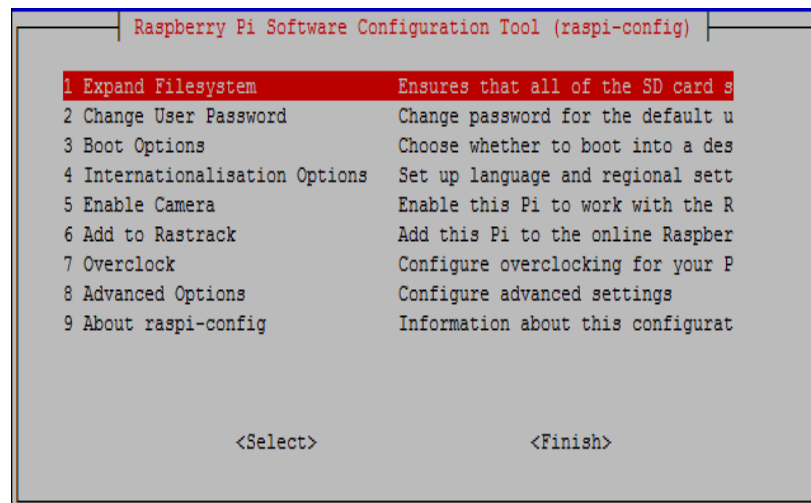 Raspberry Pi Software Configuration Tool (raspi-config)
1 Expand Filesystem Ensures that all of the SD card s
2 Change User Password Change password for the default u
3 Boot Options Choose whether to boot into a des
4 Internationalisation Options Set up language and regional sett
5 Enable Camera Enable this Pi to work with the R
6 Add to Rastrack Add this Pi to the online Raspber
7 Overclock Configure overclocking for your P
8 Advanced Options Configure advanced settings
9 About raspi-config Information about this configurat
<Select> <Finish>